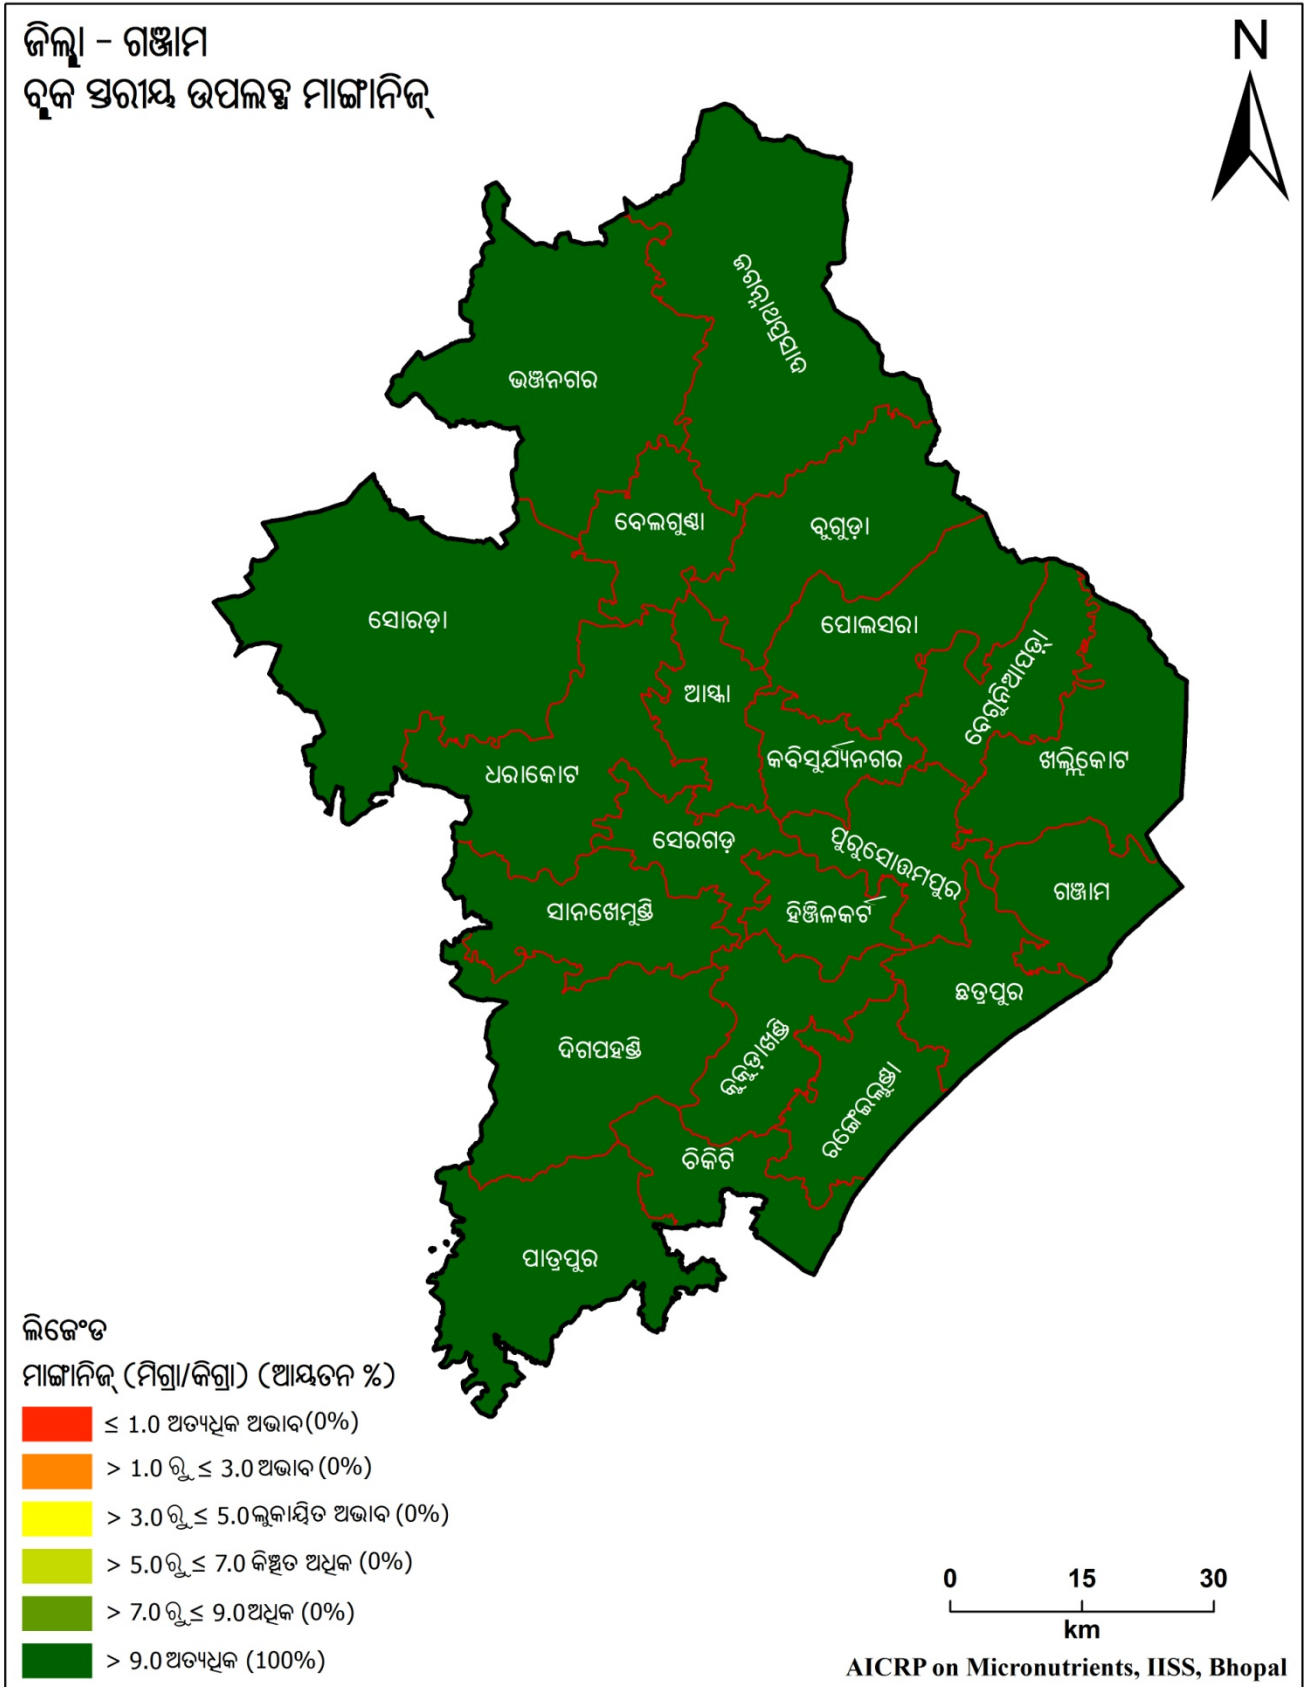 ଜିଲ୍ଲା - ଗଞ୍ଜାମ
ବ୍ଲକ ସ୍ତରୀୟ ଉପଲବ୍ଧ ମାଙ୍ଗାନିଜ୍
N
ଜଗନ୍ନାଥପ୍ରସାଦ
ଭଞ୍ଜନଗର
ବେଲଗୁଣ୍ଠା
ବୁଗୁଡ଼ା
ସୋରଡ଼ା
ପୋଲସରା
ବେଗୁନିଆପଡ଼ା
ଆସ୍କା
କବିସୁର୍ଯ୍ୟନଗର
ଖଲ୍ଲିକୋଟ
ଧରାକୋଟ
ସେରଗଡ଼
ପୁରୁସୋତ୍ତମପୁର
ଗଞ୍ଜାମ
ସାନଖେମୁଣ୍ଡି
ହିଞ୍ଜିଳକଟ
ଛତ୍ରପୁର
ଦିଗପହଣ୍ଡି
କୁକୁଡ଼ାଖଣ୍ଡି
ରଙ୍ଗେଇଲୁଣ୍ଡା
ଚିକିଟି
ପାତ୍ରପୁର
ଲିଜେଂଡ
ମାଙ୍ଗାନିଜ୍ (ମିଗ୍ରା/କିଗ୍ରା) (ଆୟତନ %)
≤ 1.0 ଅତ୍ୟଧିକ ଅଭାବ (0%)
> 1.0 ରୁ ≤ 3.0 ଅଭାବ (0%)
> 3.0 ରୁ ≤ 5.0 ଲୁକାୟିତ ଅଭାବ (0%)
> 5.0 ରୁ ≤ 7.0 କିଞ୍ଚିତ ଅଧିକ (0%)
> 7.0 ରୁ ≤ 9.0 ଅଧିକ (0%)
> 9.0 ଅତ୍ୟଧିକ (100%)
0 15 30
km
AICRP on Micronutrients, IISS, Bhopal